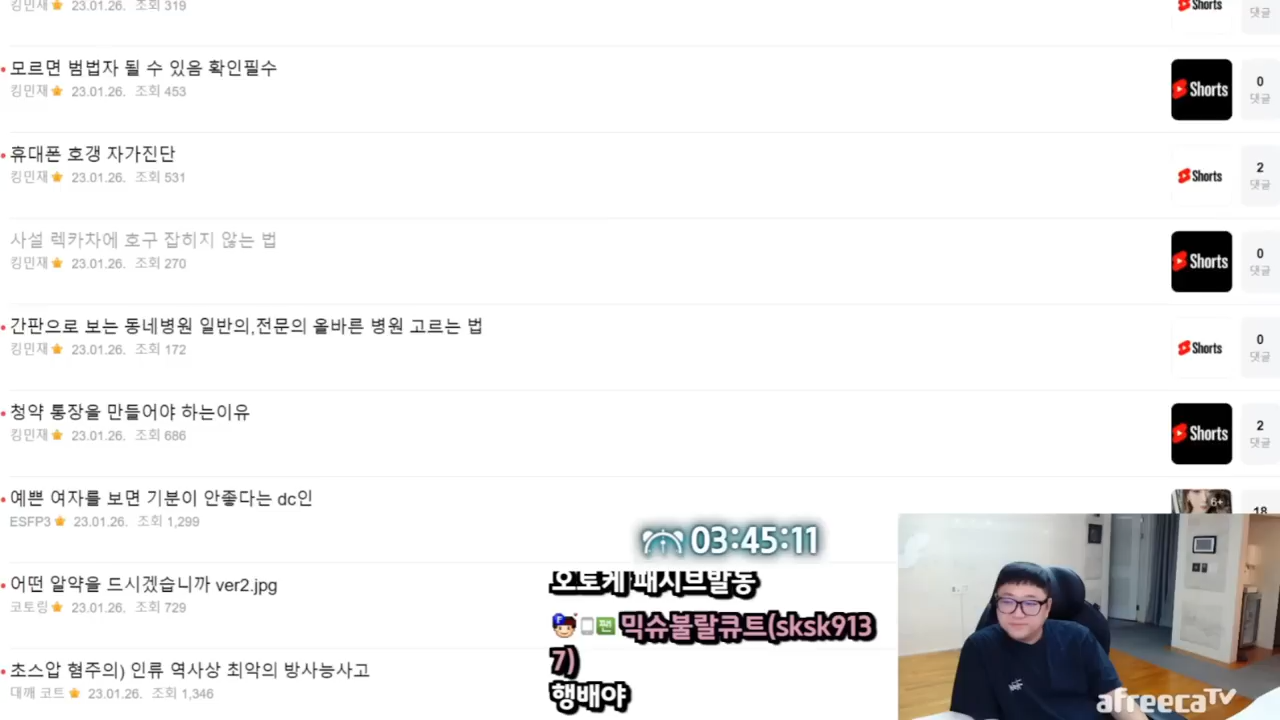 킹민재 23.01.26. 조회 319
Shorts
댓글
모르면 범법자 될 수 있음 확인필수
킹민재 23.01.26. 조회 453
Shorts
0
댓글
휴대폰 호갱 자가진단
킹민재 23.01.26. 조회 531
Shorts
2
댓글
사설 렉카차에 호구 잡히지 않는 법
킹민재 23.01.26. 조회 270
Shorts
0
댓글
간판으로 보는 동네병원 일반의,전문의 올바른 병원 고르는 법
킹민재 23.01.26. 조회 172
Shorts
0
댓글
청약 통장을 만들어야 하는이유
킹민재 23.01.26. 조회 686
Shorts
2
댓글
예쁜 여자를 보면 기분이 안좋다는 dc인
ESFP3 23.01.26. 조회 1,299
6+
18
03:45:11
어떤 알약을 드시겠습니까 ver2.jpg
코토링 23.01.26. 조회 729
오토케 패시브발동
믹슈불랄큐트(sksk913
7)
행배야
초스압 혐주의) 인류 역사상 최악의 방사능사고
대깨 코트 23.01.26. 조회 1,346
afreecaTV